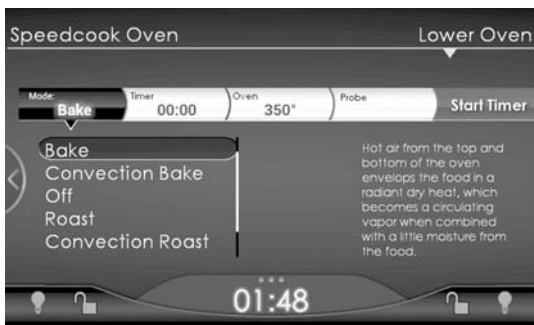 Speedcook Oven
Lower Oven
Mode:
Bake
Timer
00:00
Oven
350°
Probe
Start Timer
Bake
Convection Bake
Off
Roast
Convection Roast
Hot air from the top and
bottom of the oven
envelops the food in a
radiant dry heat, which
becomes a circulating
vapor when combined
with a little moisture from
the food.
01:48